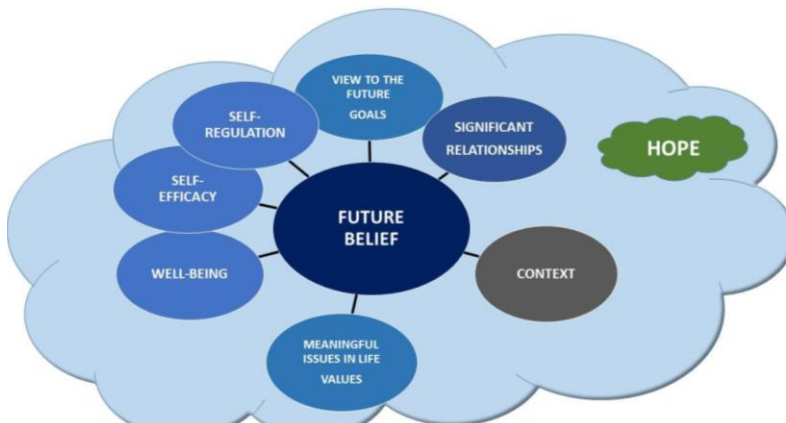 VIEW TO THE
FUTURE
GOALS
SELF-
REGULATION
SIGNIFICANT
RELATIONSHIPS
HOPE
SELF-
EFFICACY
FUTURE
BELIEF
WELL-BEING
CONTEXT
MEANINGFUL
ISSUES IN LIFE
VALUES